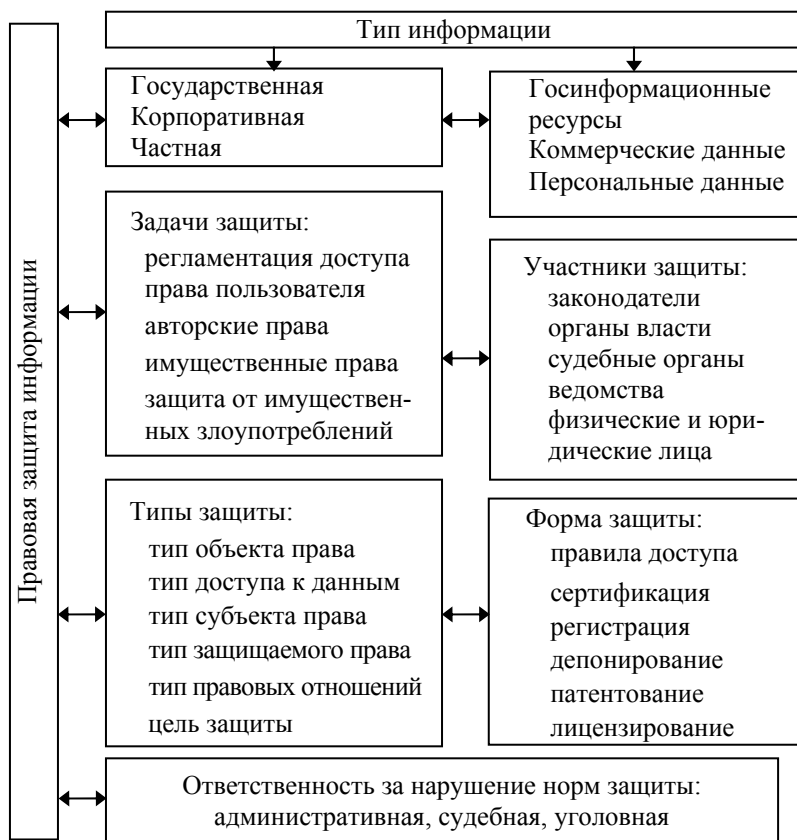 Тип информации
Государственная
Корпоративная
Частная
Госинформационные
ресурсы
Коммерческие данные
Персональные данные
Правовая защита информации
Задачи защиты:
регламентация доступа
права пользователя
авторские права
имущественные права
защита от имуществен-
ных злоупотреблений
Участники защиты:
законодатели
органы власти
судебные органы
ведомства
физические и юри-
дические лица
Типы защиты:
тип объекта права
тип доступа к данным
тип субъекта права
тип защищаемого права
тип правовых отношений
цель защиты
Форма защиты:
правила доступа
сертификация
регистрация
депонирование
патентование
лицензирование
Ответственность за нарушение норм защиты:
административная, судебная, уголовная